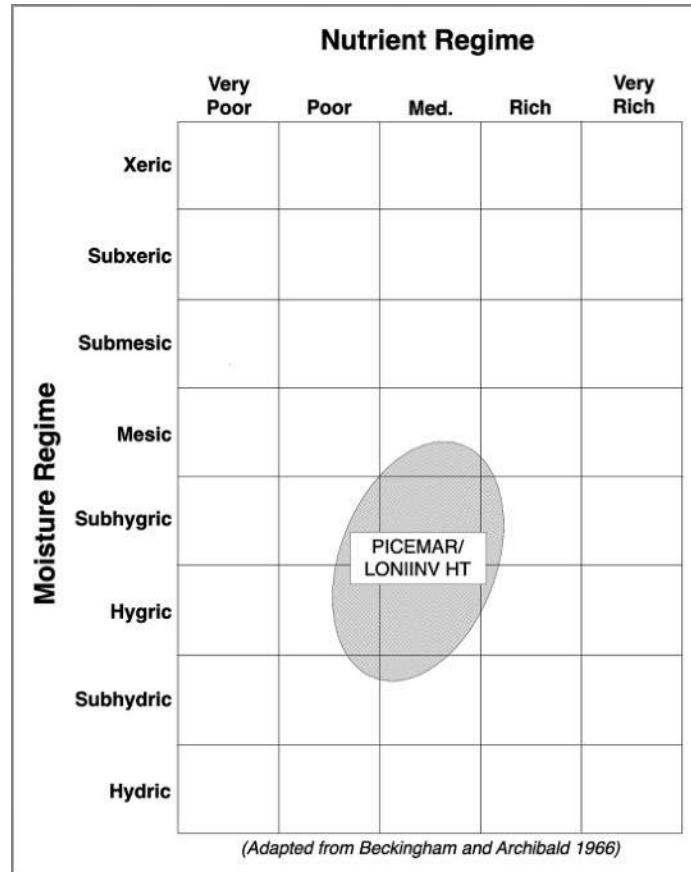 Nutrient Regime
Very Poor
Poor
Med.
Rich
Very Rich
Moisture Regime
Xeric
Subxeric
Submesic
Mesic
Subhygric
Hygric
Subhydric
Hydric
PICEMAR/
LONIINV HT
(Adapted from Beckingham and Archibald 1966)